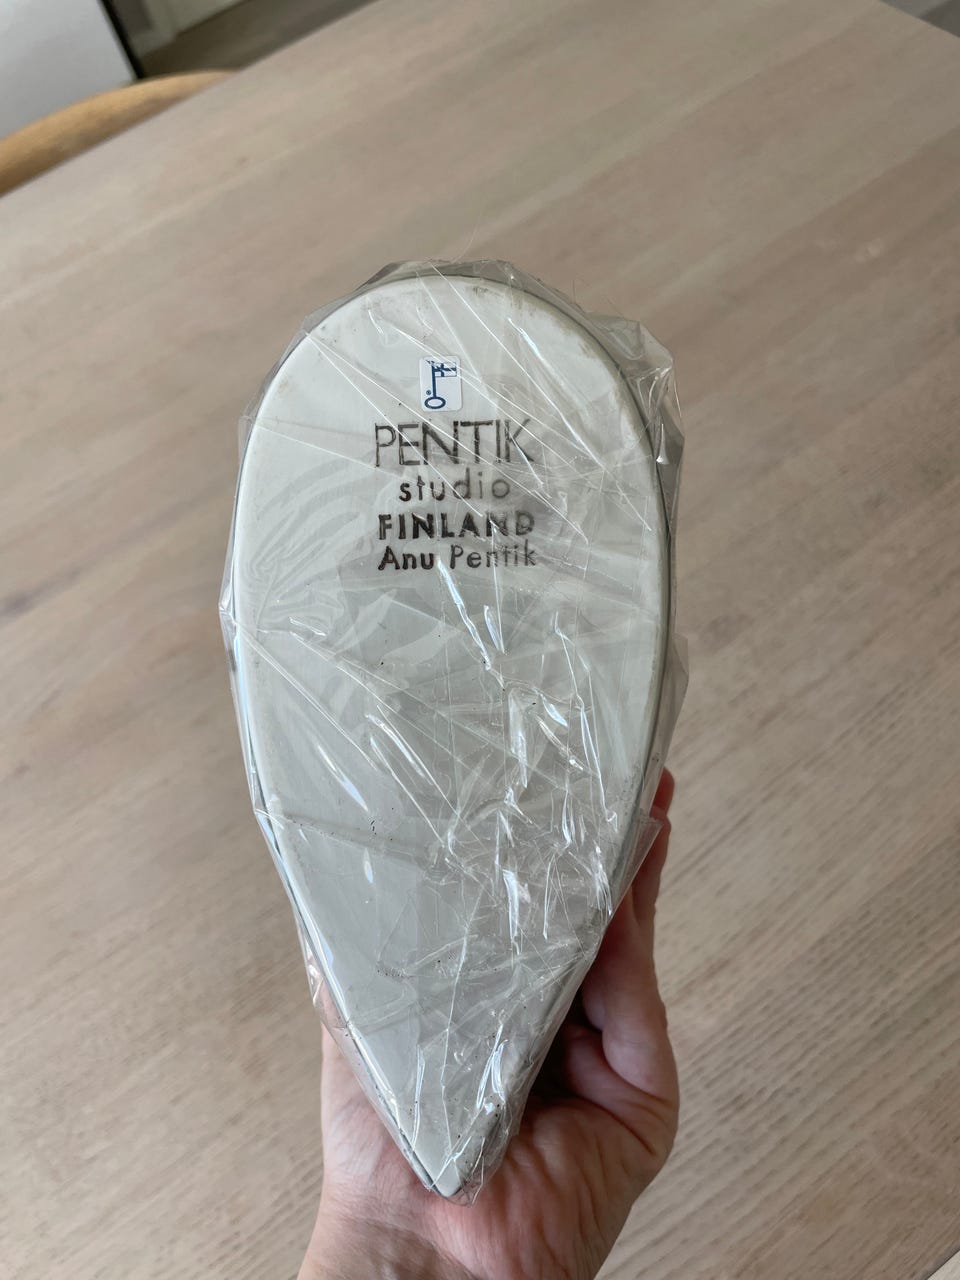 PENTIK
studio
FINLAND
Anu Pentik